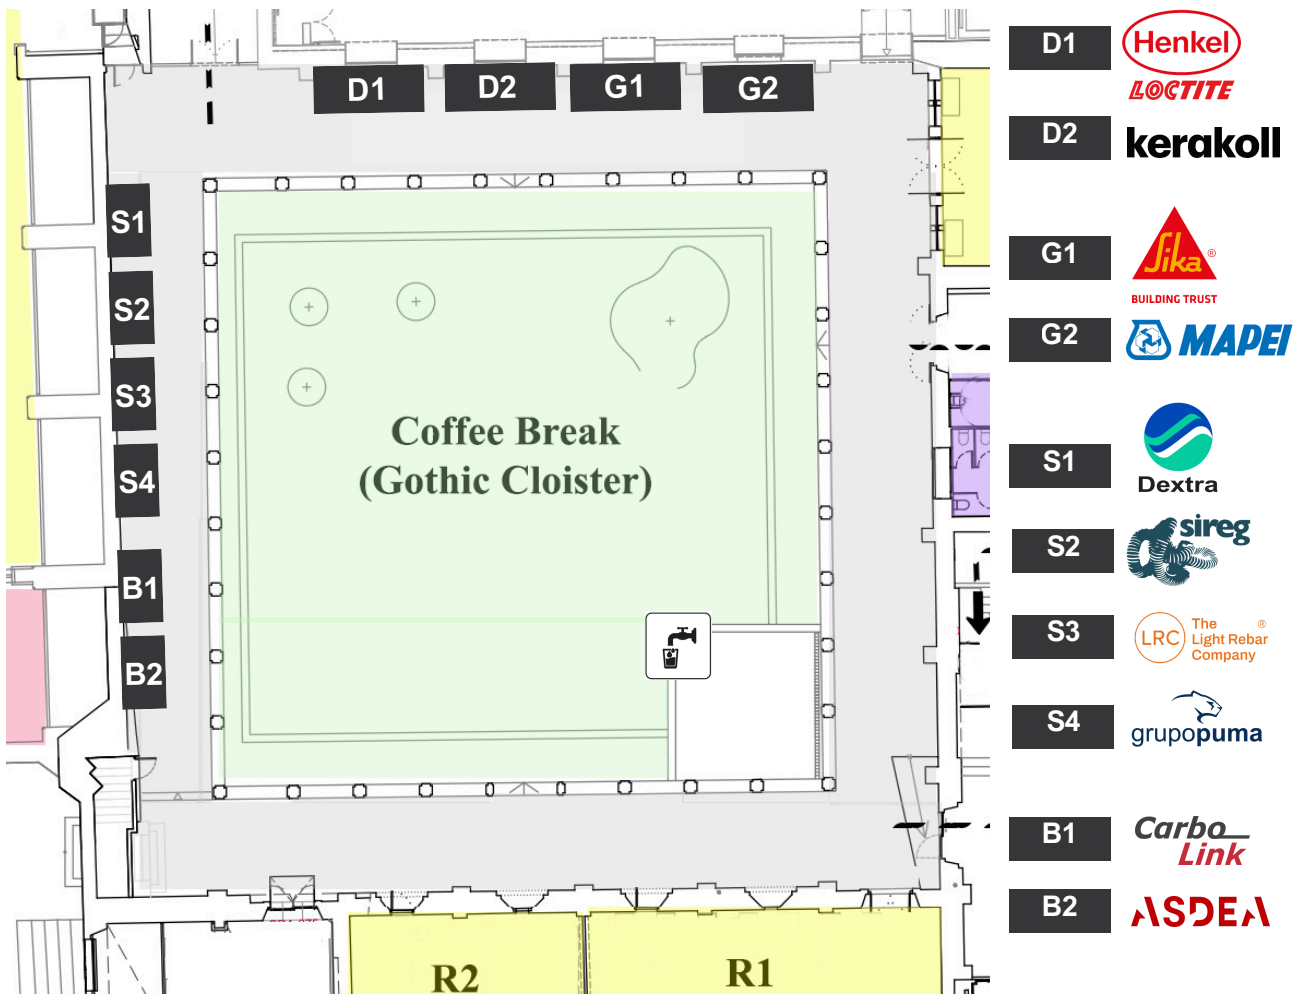 D1
D2
G1
G2
S1
S2
S3
S4
B1
B2
Coffee Break
(Gothic Cloister)
R2
R1
D1
Henkel
LOCTITE
D2
kerakoll
G1
Sika ®
BUILDING TRUST
G2
MAPEI
S1
Dextra
S2
sireg
S3
LRC
The
Light Rebar
Company
®
S4
grupopuma
B1
Carbo
Link
B2
ASDEA